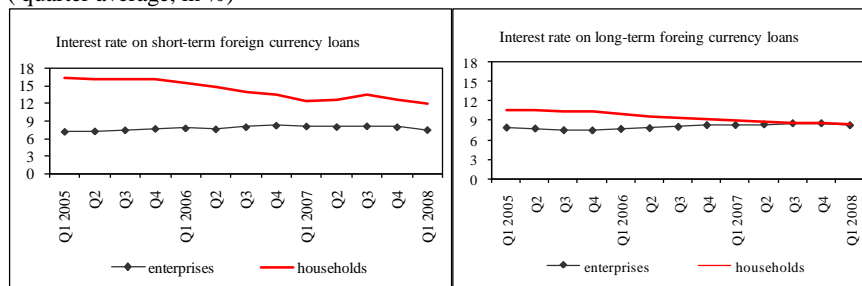 ( quarter average, in %)
Interest rate on short-term foreign currency loans
18
15
12
9
6
3
0
Q1 2005
Q2
Q3
Q4
Q1 2006
Q2
Q3
Q4
Q1 2007
Q2
Q3
Q4
Q1 2008
enterprises
households
Interest rate on long-term foreing currency loans
18
15
12
9
6
3
0
Q1 2005
Q2
Q3
Q4
Q1 2006
Q2
Q3
Q4
Q1 2007
Q2
Q3
Q4
Q1 2008
enterprises
households